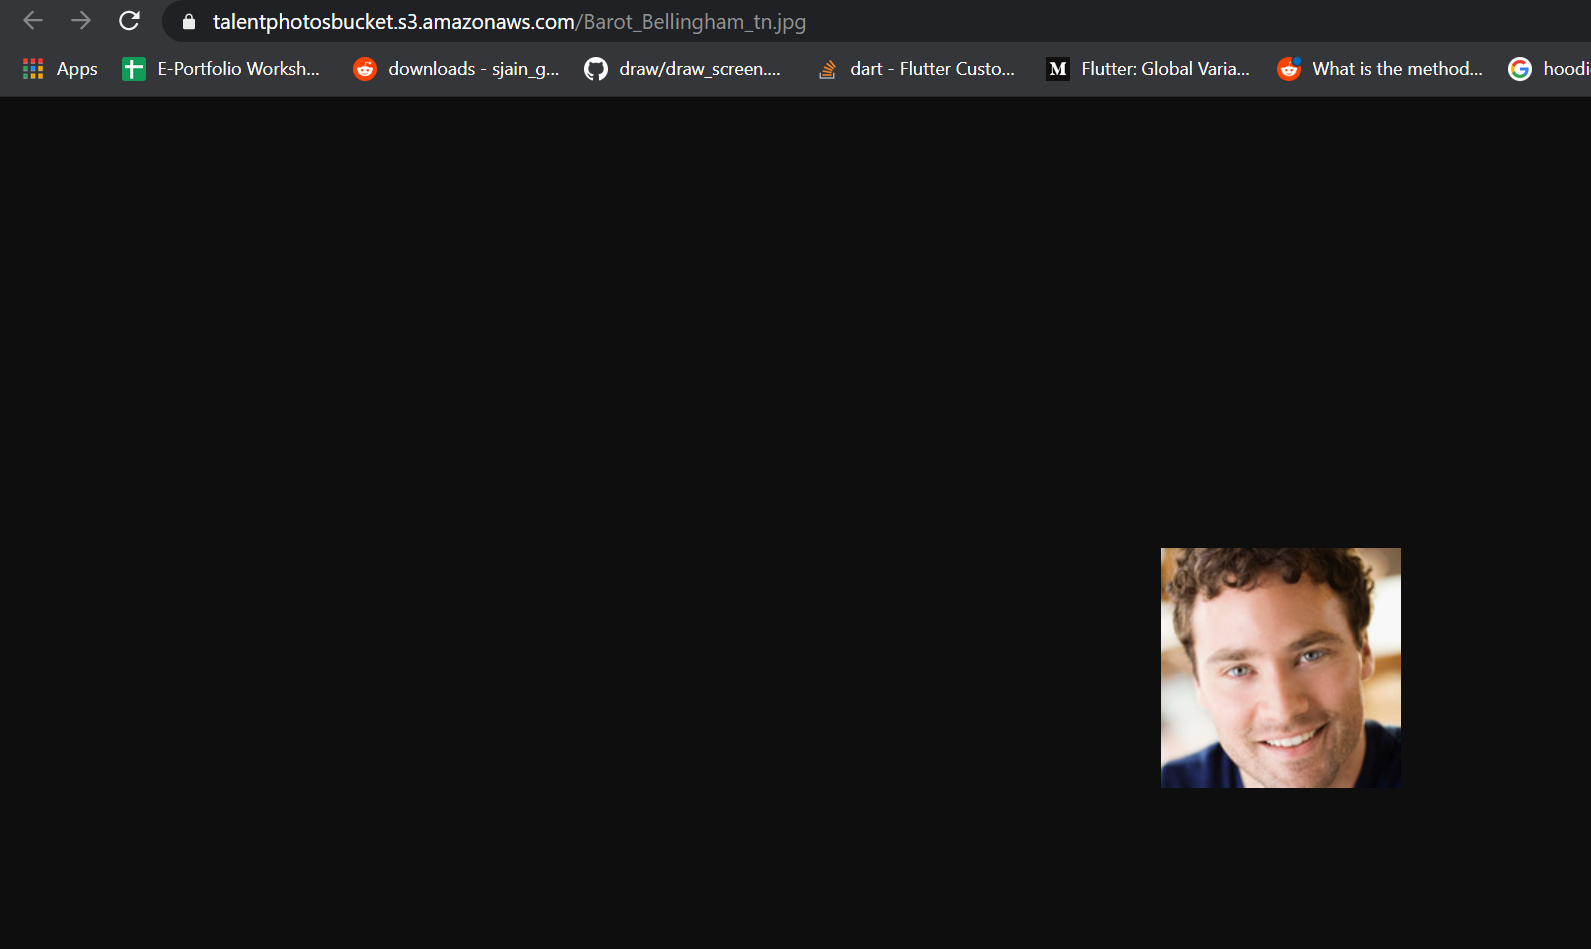 talentphotosbucket.s3.amazonaws.com/Barot_Bellingham_tn.jpg
Apps E-Portfolio Worksh... downloads - sjain_g... draw/draw_screen.... dart - Flutter Custo... Flutter: Global Varia... What is the method... hoodi